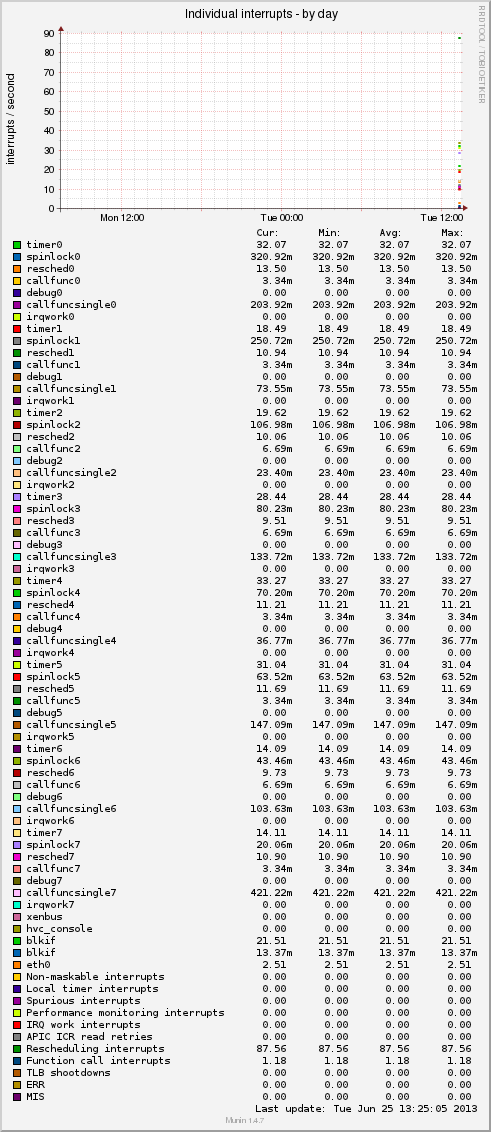 Individual interrupts - by day
RRDTOOL / TOBI OETIKER
interrupts / second
90
80
70
60
50
40
30
20
10
0
Mon 12:00 Tue 00:00 Tue 12:00
Cur: Min: Avg: Max:
timer0 32.07 32.07 32.07 32.07
spinlock0 320.92m 320.92m 320.92m 320.92m
resched0 13.50 13.50 13.50 13.50
callfunc0 3.34m 3.34m 3.34m 3.34m
debug0 0.00 0.00 0.00 0.00
callfuncsingle0 203.92m 203.92m 203.92m 203.92m
irqwork0 0.00 0.00 0.00 0.00
timer1 18.49 18.49 18.49 18.49
spinlock1 250.72m 250.72m 250.72m 250.72m
resched1 10.94 10.94 10.94 10.94
callfunc1 3.34m 3.34m 3.34m 3.34m
debug1 0.00 0.00 0.00 0.00
callfuncsingle1 73.55m 73.55m 73.55m 73.55m
irqwork1 0.00 0.00 0.00 0.00
timer2 19.62 19.62 19.62 19.62
spinlock2 106.98m 106.98m 106.98m 106.98m
resched2 10.06 10.06 10.06 10.06
callfunc2 6.69m 6.69m 6.69m 6.69m
debug2 0.00 0.00 0.00 0.00
callfuncsingle2 23.40m 23.40m 23.40m 23.40m
irqwork2 0.00 0.00 0.00 0.00
timer3 28.44 28.44 28.44 28.44
spinlock3 80.23m 80.23m 80.23m 80.23m
resched3 9.51 9.51 9.51 9.51
callfunc3 6.69m 6.69m 6.69m 6.69m
debug3 0.00 0.00 0.00 0.00
callfuncsingle3 133.72m 133.72m 133.72m 133.72m
irqwork3 0.00 0.00 0.00 0.00
timer4 33.27 33.27 33.27 33.27
spinlock4 70.20m 70.20m 70.20m 70.20m
resched4 11.21 11.21 11.21 11.21
callfunc4 3.34m 3.34m 3.34m 3.34m
debug4 0.00 0.00 0.00 0.00
callfuncsingle4 36.77m 36.77m 36.77m 36.77m
irqwork4 0.00 0.00 0.00 0.00
timer5 31.04 31.04 31.04 31.04
spinlock5 63.52m 63.52m 63.52m 63.52m
resched5 11.69 11.69 11.69 11.69
callfunc5 3.34m 3.34m 3.34m 3.34m
debug5 0.00 0.00 0.00 0.00
callfuncsingle5 147.09m 147.09m 147.09m 147.09m
irqwork5 0.00 0.00 0.00 0.00
timer6 14.09 14.09 14.09 14.09
spinlock6 43.46m 43.46m 43.46m 43.46m
resched6 9.73 9.73 9.73 9.73
callfunc6 6.69m 6.69m 6.69m 6.69m
debug6 0.00 0.00 0.00 0.00
callfuncsingle6 103.63m 103.63m 103.63m 103.63m
irqwork6 0.00 0.00 0.00 0.00
timer7 14.11 14.11 14.11 14.11
spinlock7 20.06m 20.06m 20.06m 20.06m
resched7 10.90 10.90 10.90 10.90
callfunc7 3.34m 3.34m 3.34m 3.34m
debug7 0.00 0.00 0.00 0.00
callfuncsingle7 421.22m 421.22m 421.22m 421.22m
irqwork7 0.00 0.00 0.00 0.00
xenbus 0.00 0.00 0.00 0.00
hvc_console 0.00 0.00 0.00 0.00
blkif 21.51 21.51 21.51 21.51
blkif 13.37m 13.37m 13.37m 13.37m
eth0 2.51 2.51 2.51 2.51
Non-maskable interrupts 0.00 0.00 0.00 0.00
Local timer interrupts 0.00 0.00 0.00 0.00
Spurious interrupts 0.00 0.00 0.00 0.00
Performance monitoring interrupts 0.00 0.00 0.00 0.00
IRQ work interrupts 0.00 0.00 0.00 0.00
APIC ICR read retries 0.00 0.00 0.00 0.00
Rescheduling interrupts 87.56 87.56 87.56 87.56
Function call interrupts 1.18 1.18 1.18 1.18
TLB shootdowns 0.00 0.00 0.00 0.00
ERR 0.00 0.00 0.00 0.00
MIS 0.00 0.00 0.00 0.00
Last update: Tue Jun 25 13:25:05 2013
Munin 1.4.7